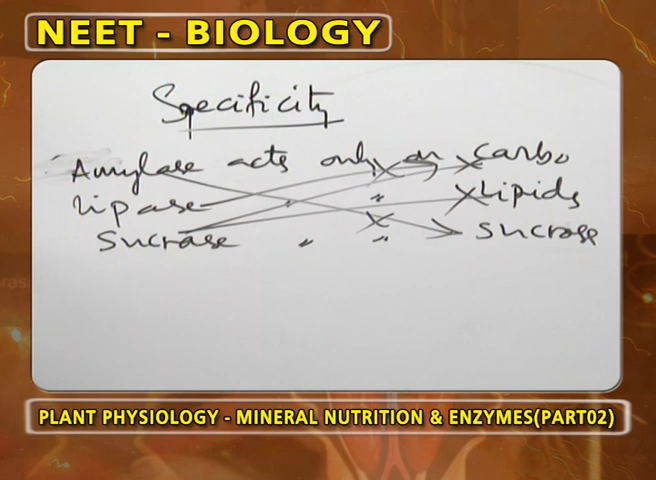 NEET - BIOLOGY
Specificity
Amylase acts only on carbo
Lipase " " Lipids
Sucrase " " sucrose
PLANT PHYSIOLOGY - MINERAL NUTRITION & ENZYMES(PART02)